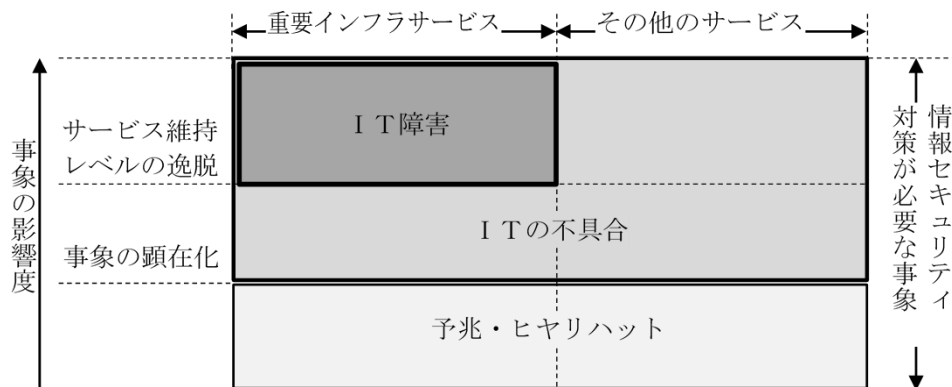 重要インフラサービス
その他のサービス
事象の影響度
サービス維持
レベルの逸脱
事象の顕在化
ＩＴ障害
ＩＴの不具合
予兆・ヒヤリハット
情報セキュリティ
対策が必要な事象